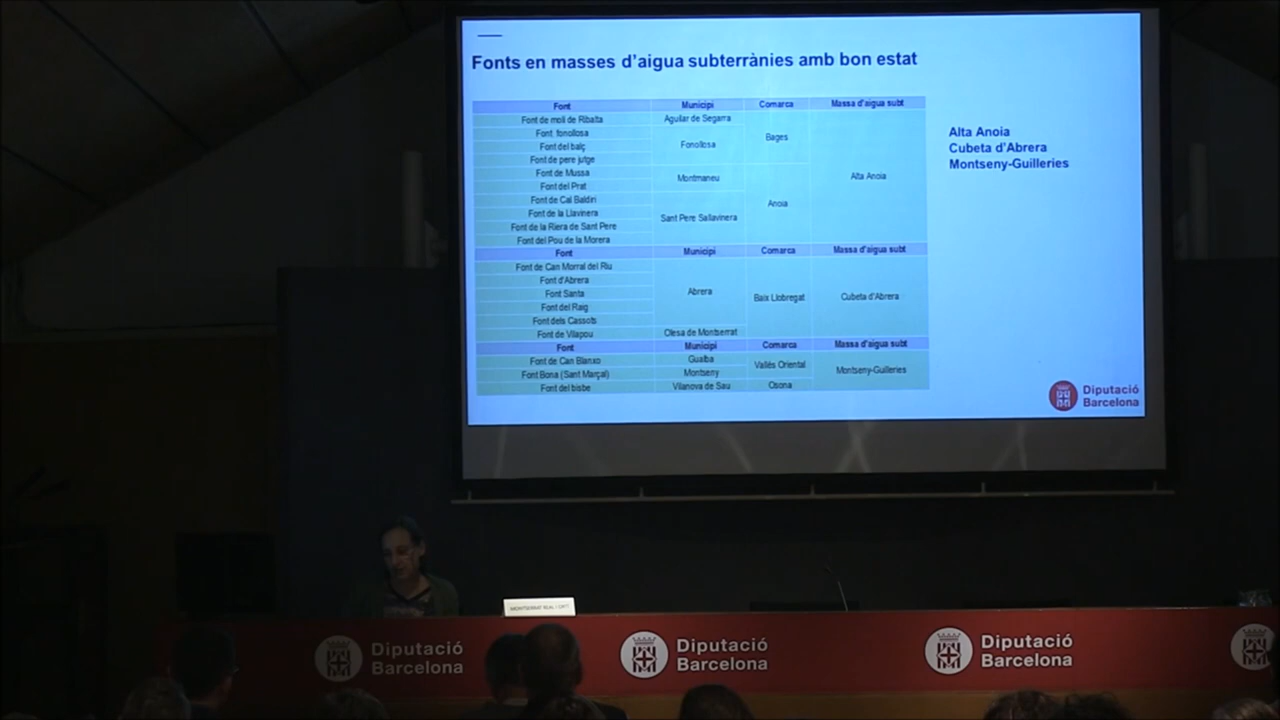 Fonts en masses d'aigua subterrànies amb bon estat
Font Municipi Comarca Massa d'aigua subt
Font de molí de Ribalta Aguilar de Segarra
Font, fonollosa
Font del balç
Font de pere jutge
Fonollosa
Bages
Font de Mussa
Font del Prat
Montmaneu
Font de Cal Baldiri
Font de la Llavinera
Font de la Riera de Sant Pere
Font del Pou de la Morera
Sant Pere Sallavinera
Anoia
Alta Anoia
Font Municipi Comarca Massa d'aigua subt
Font de Can Morral del Riu
Font d'Abrera
Font Santa
Font del Raig
Font dels Cassots
Abrera
Font de Vilapou Olesa de Montserrat
Baix Llobregat
Cubeta d'Abrera
Font Municipi Comarca Massa d'aigua subt
Font de Can Blanxo Gualba
Font Bona (Sant Marçal) Montseny
Vallès Oriental
Font del bisbe Vilanova de Sau Osona
Montseny-Guilleries
Alta Anoia
Cubeta d'Abrera
Montseny-Guilleries
Diputació
Barcelona
MONTSERRAT REAL I
Diputació
Barcelona
Diputació
Barcelona
Diputació
Barcelona